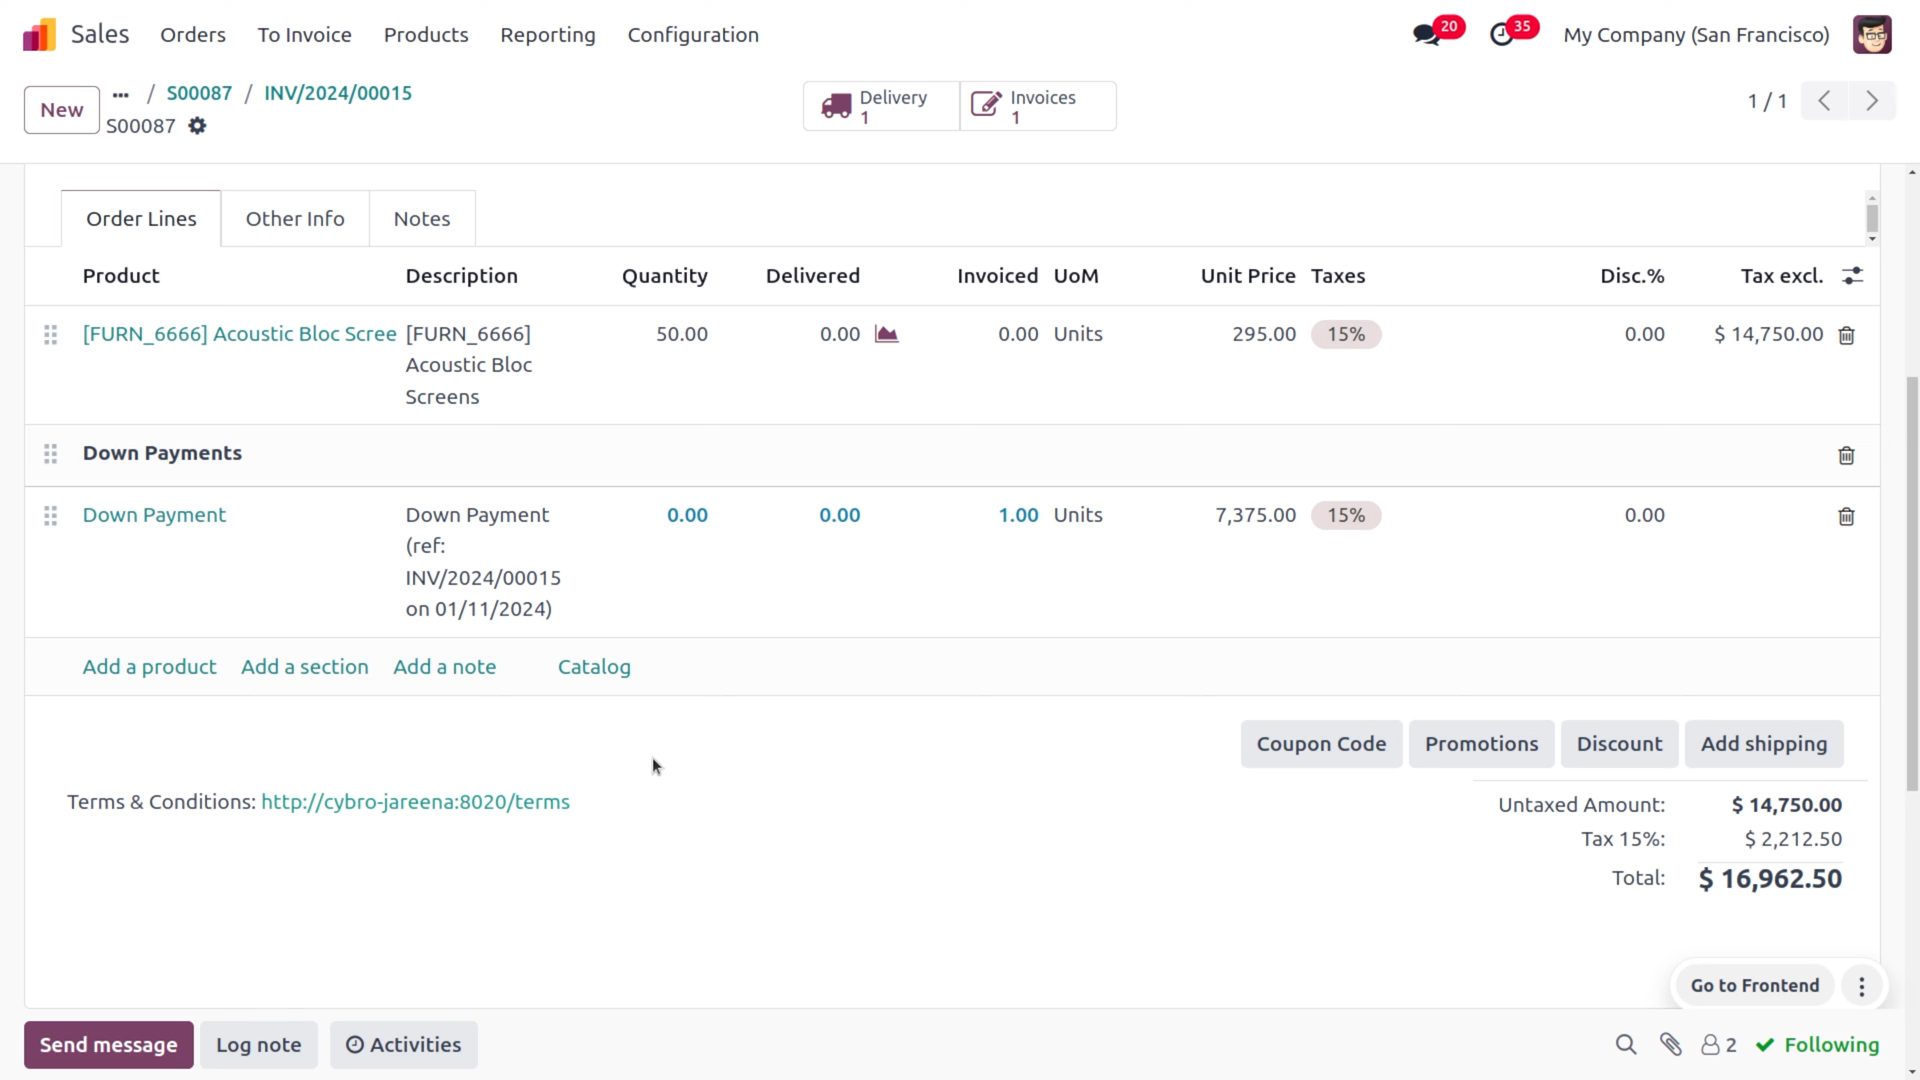 Sales Orders To Invoice Products Reporting Configuration 20 35 My Company (San Francisco)
New ... / S00087 / INV/2024/00015
S00087
Delivery 1
Invoices 1
1 / 1
Order Lines Other Info Notes
Product Description Quantity Delivered Invoiced UoM Unit Price Taxes Disc.% Tax excl.
[FURN_6666] Acoustic Bloc Scree [FURN_6666] 50.00 0.00 0.00 Units 295.00 15% 0.00 $ 14,750.00
Acoustic Bloc
Screens
Down Payments
Down Payment Down Payment 0.00 0.00 1.00 Units 7,375.00 15% 0.00
(ref:
INV/2024/00015
on 01/11/2024)
Add a product Add a section Add a note Catalog
Coupon Code Promotions Discount Add shipping
Terms & Conditions: http://cybro-jareena:8020/terms
Untaxed Amount: $ 14,750.00
Tax 15%: $ 2,212.50
Total: $ 16,962.50
Go to Frontend
Send message Log note Activities 2 Following